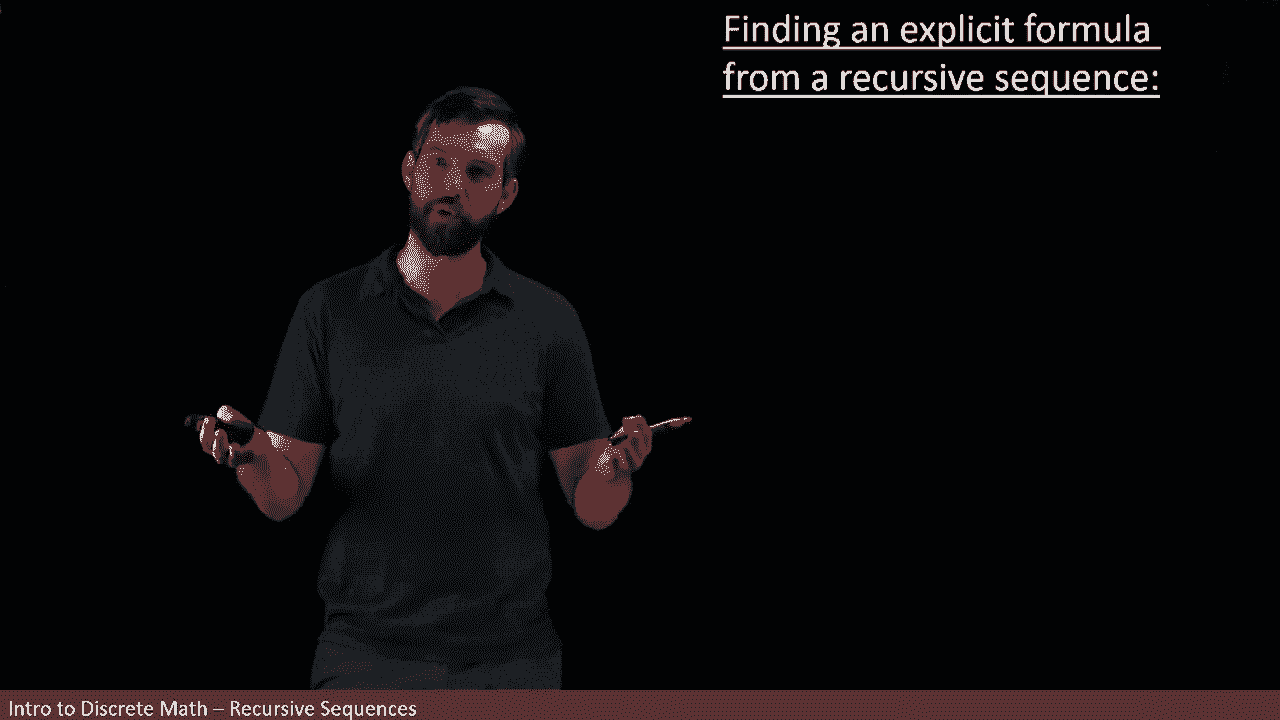 Finding an explicit formula
from a recursive sequence:
Intro to Discrete Math – Recursive Sequences